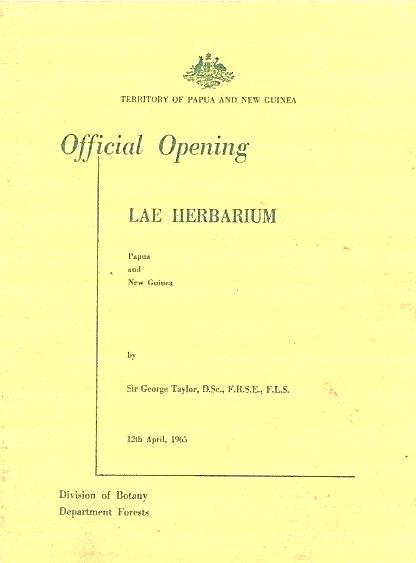 TERRITORY OF PAPUA AND NEW GUINEA
Official Opening
LAE HERBARIUM
Papua
and
New Guinea
by
Sir George Taylor, D.Sc., F.R.S.E., F.L.S.
12th April, 1965
Division of Botany
Department Forests